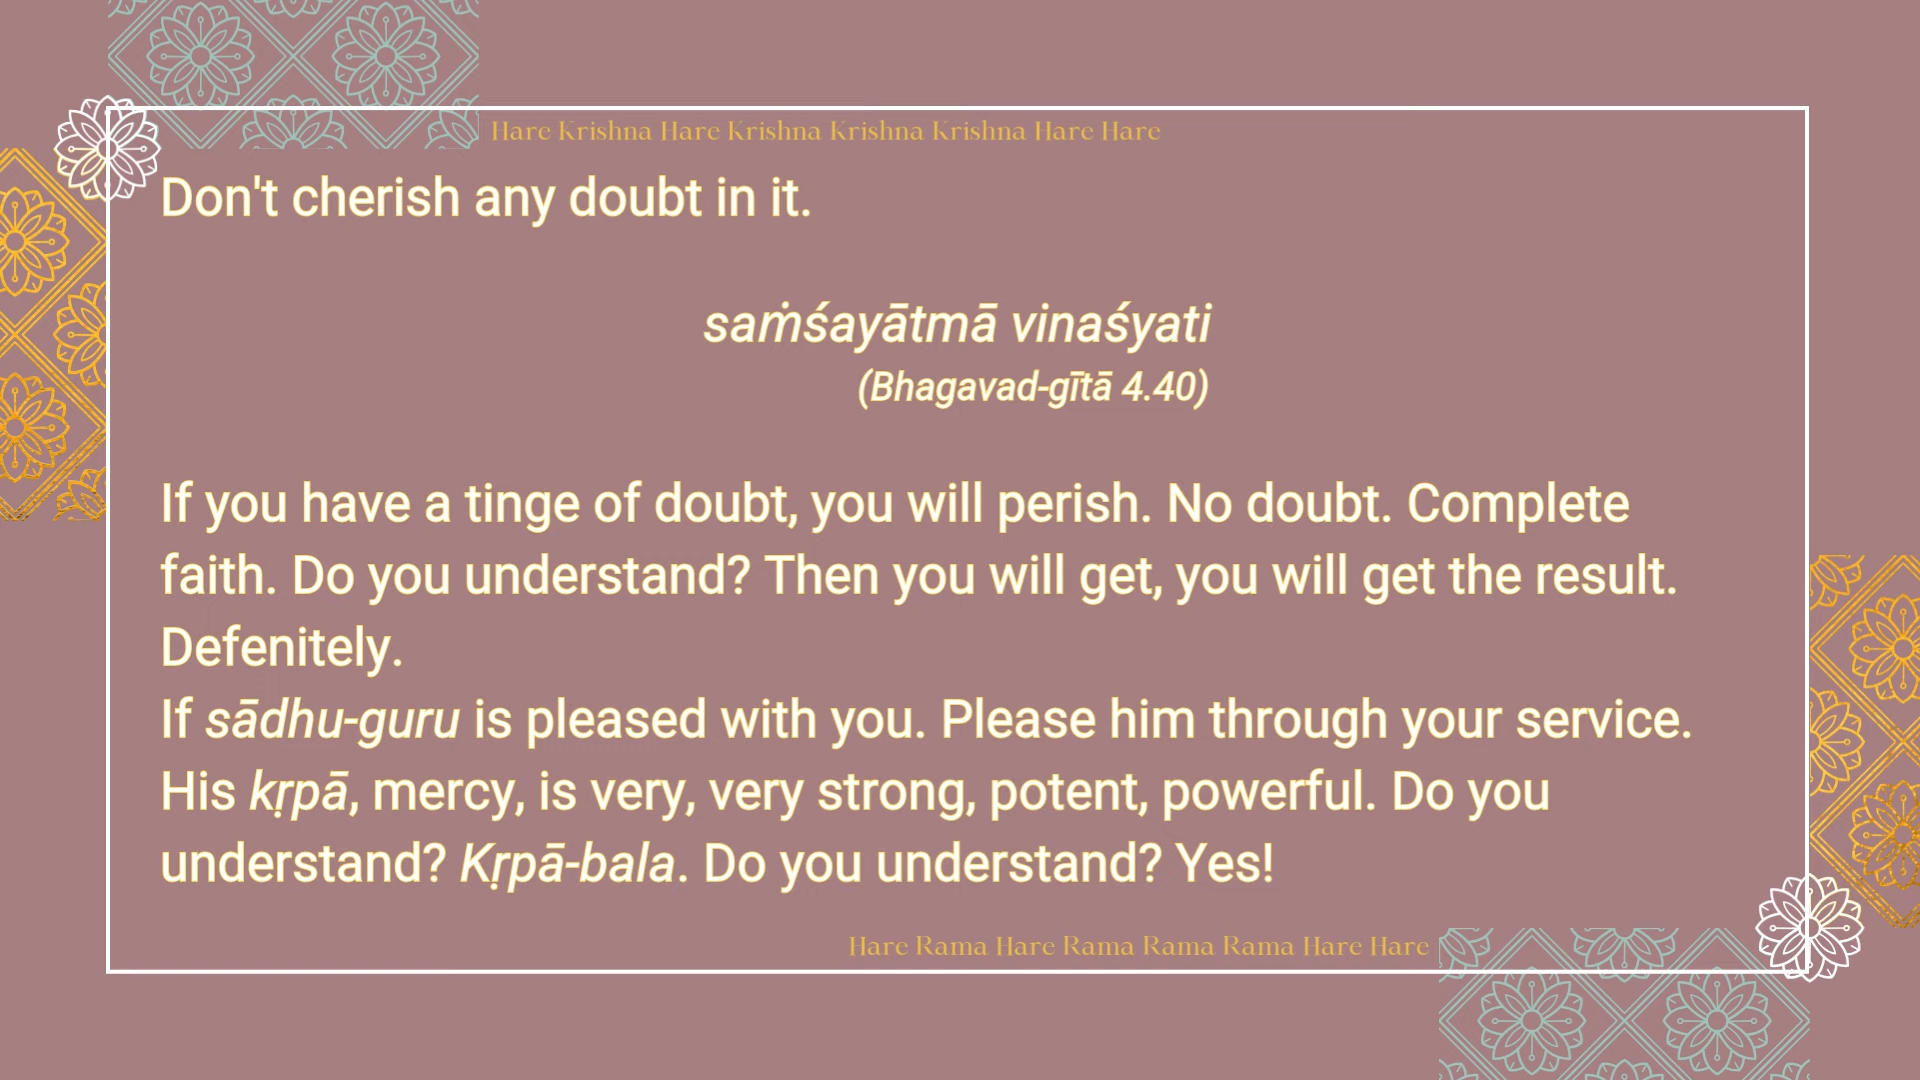 Hare Krishna Hare Krishna Krishna Krishna Hare Hare
Don't cherish any doubt in it.
saṁśayātmā vinaśyati
(Bhagavad-gītā 4.40)
If you have a tinge of doubt, you will perish. No doubt. Complete
faith. Do you understand? Then you will get, you will get the result.
Defenitely.
If sādhu-guru is pleased with you. Please him through your service.
His kṛpā, mercy, is very, very strong, potent, powerful. Do you
understand? Kṛpā-bala. Do you understand? Yes!
Hare Rama Hare Rama Rama Rama Hare Hare